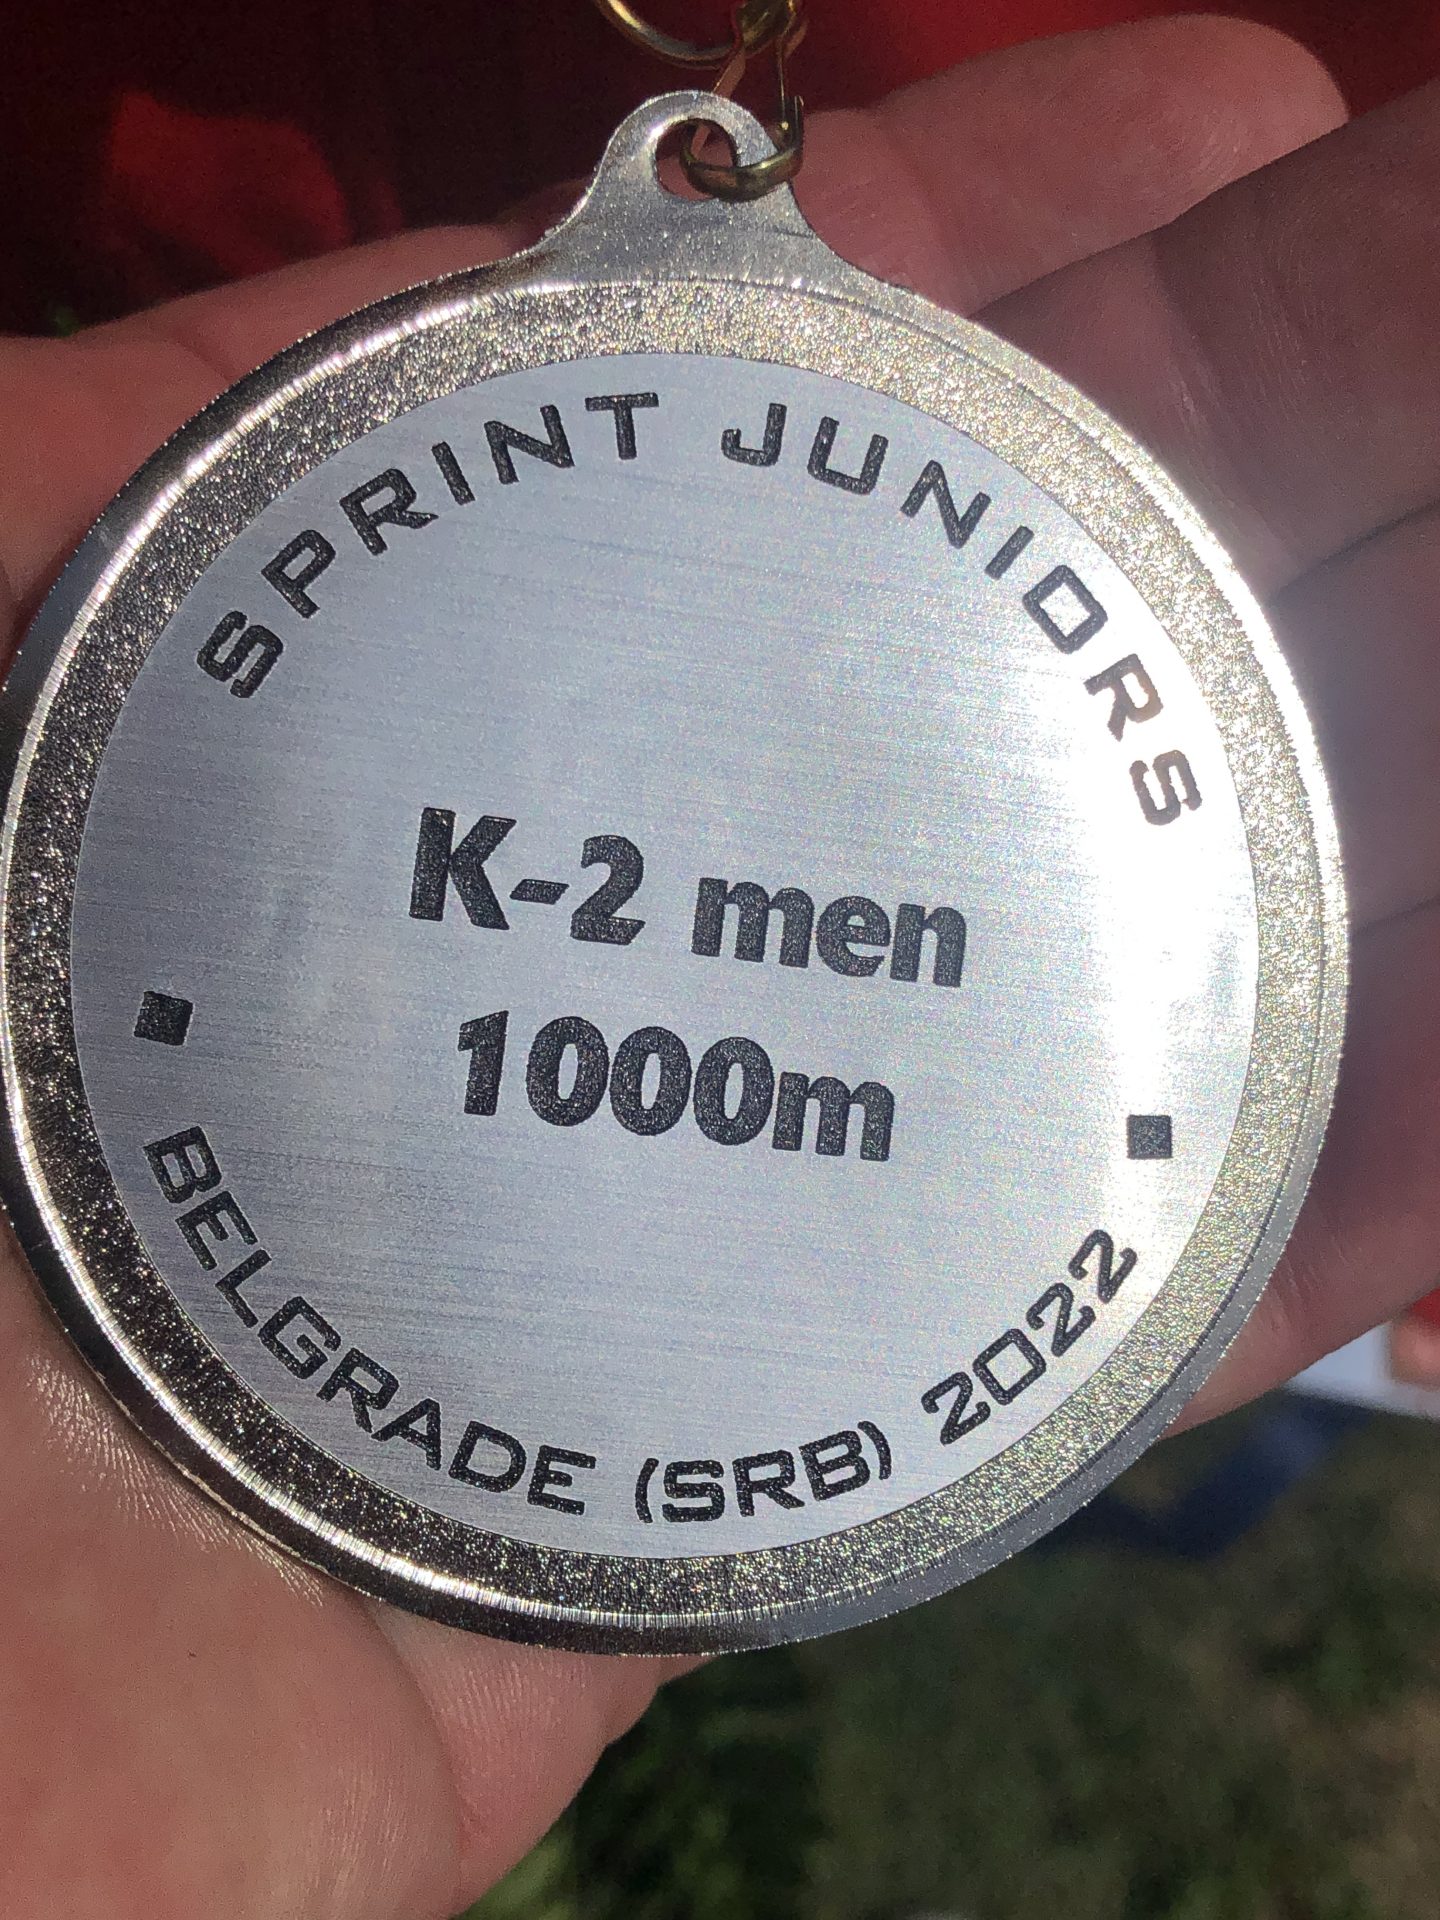 SPRINT JUNIORS
K-2 men
1000m
BELGRADE (SRB) 2022